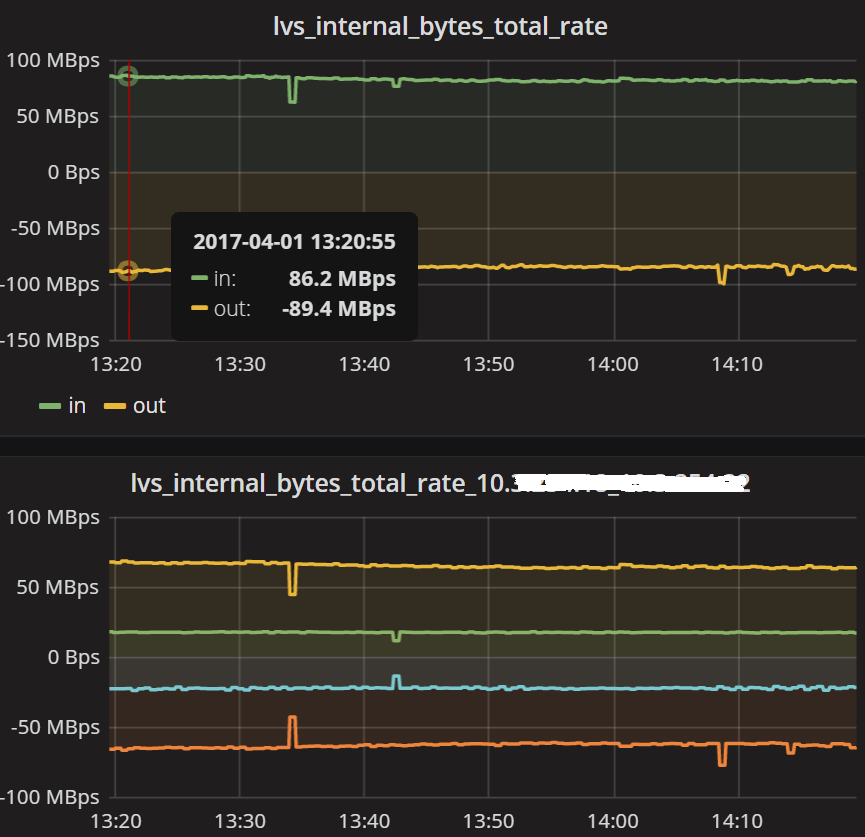 lvs_internal_bytes_total_rate
100 MBps
50 MBps
0 Bps
-50 MBps
-100 MBps
-150 MBps
2017-04-01 13:20:55
in: 86.2 MBps
out: -89.4 MBps
13:20 13:30 13:40 13:50 14:00 14:10
in out
lvs_internal_bytes_total_rate_10.
100 MBps
50 MBps
0 Bps
-50 MBps
-100 MBps
13:20 13:30 13:40 13:50 14:00 14:10